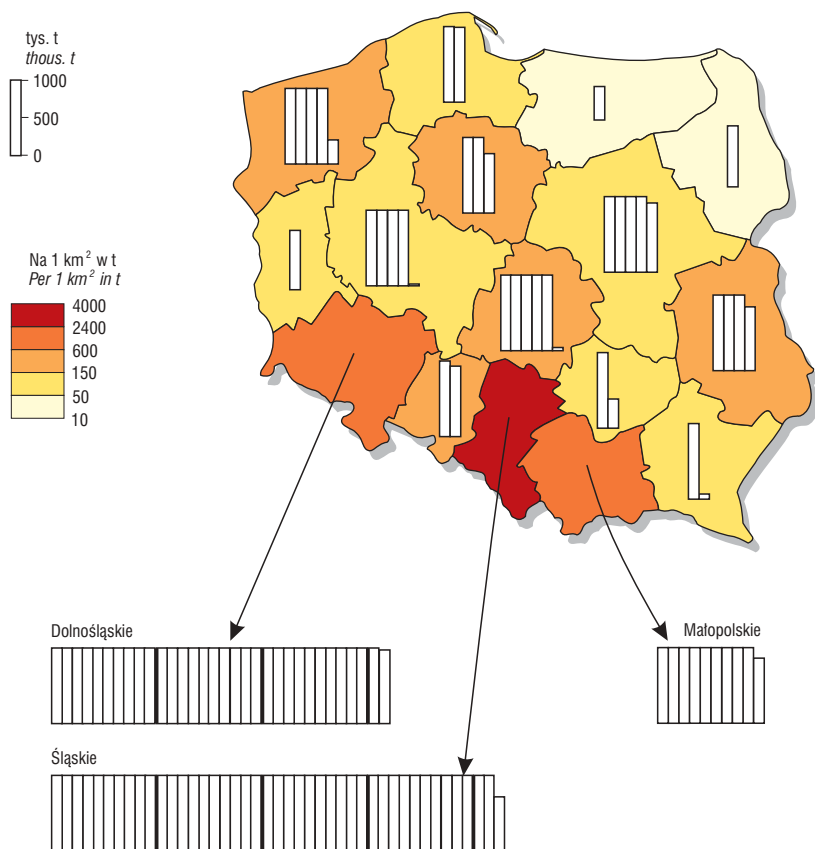 tys. t
thous. t
1000
500
0
Na 1 km² w t
Per 1 km² in t
4000
2400
600
150
50
10
Dolnośląskie
Małopolskie
Śląskie